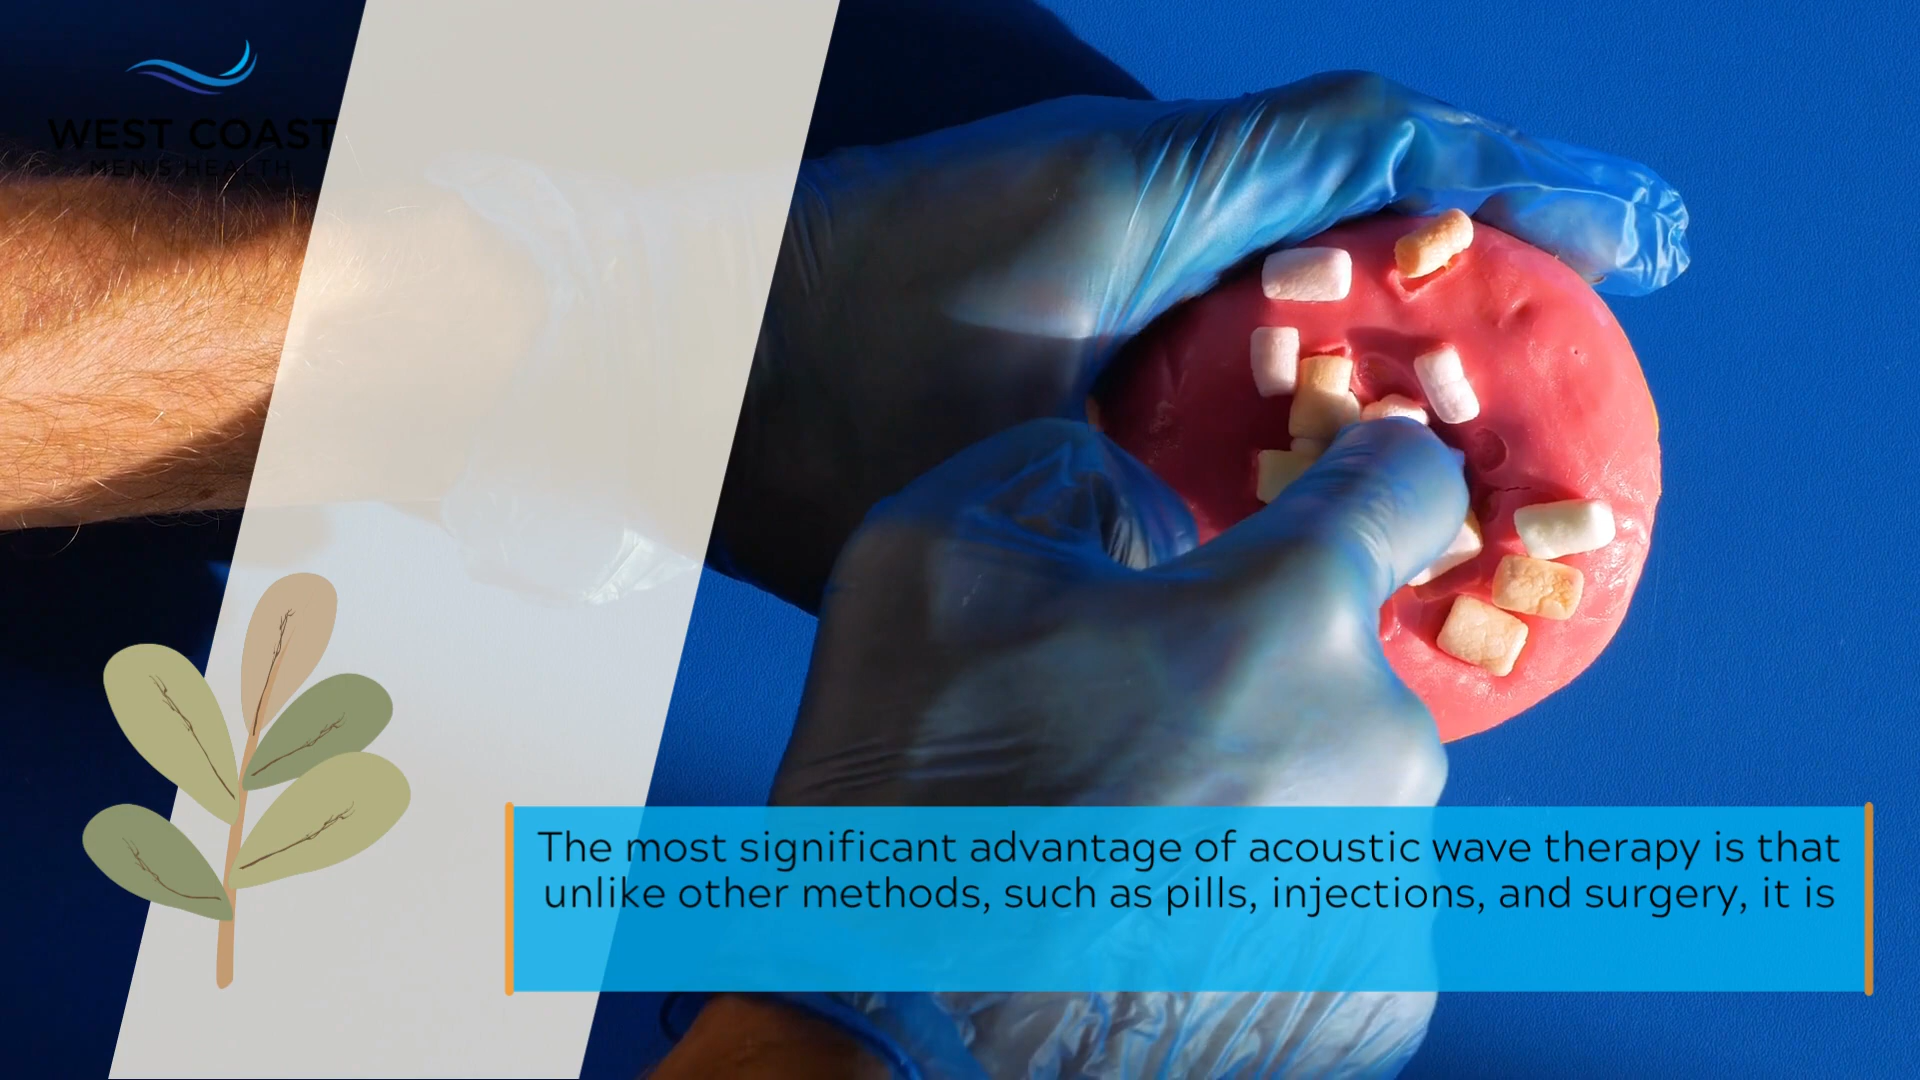 WEST COAST
MEN'S HEALTH
The most significant advantage of acoustic wave therapy is that
unlike other methods, such as pills, injections, and surgery, it is